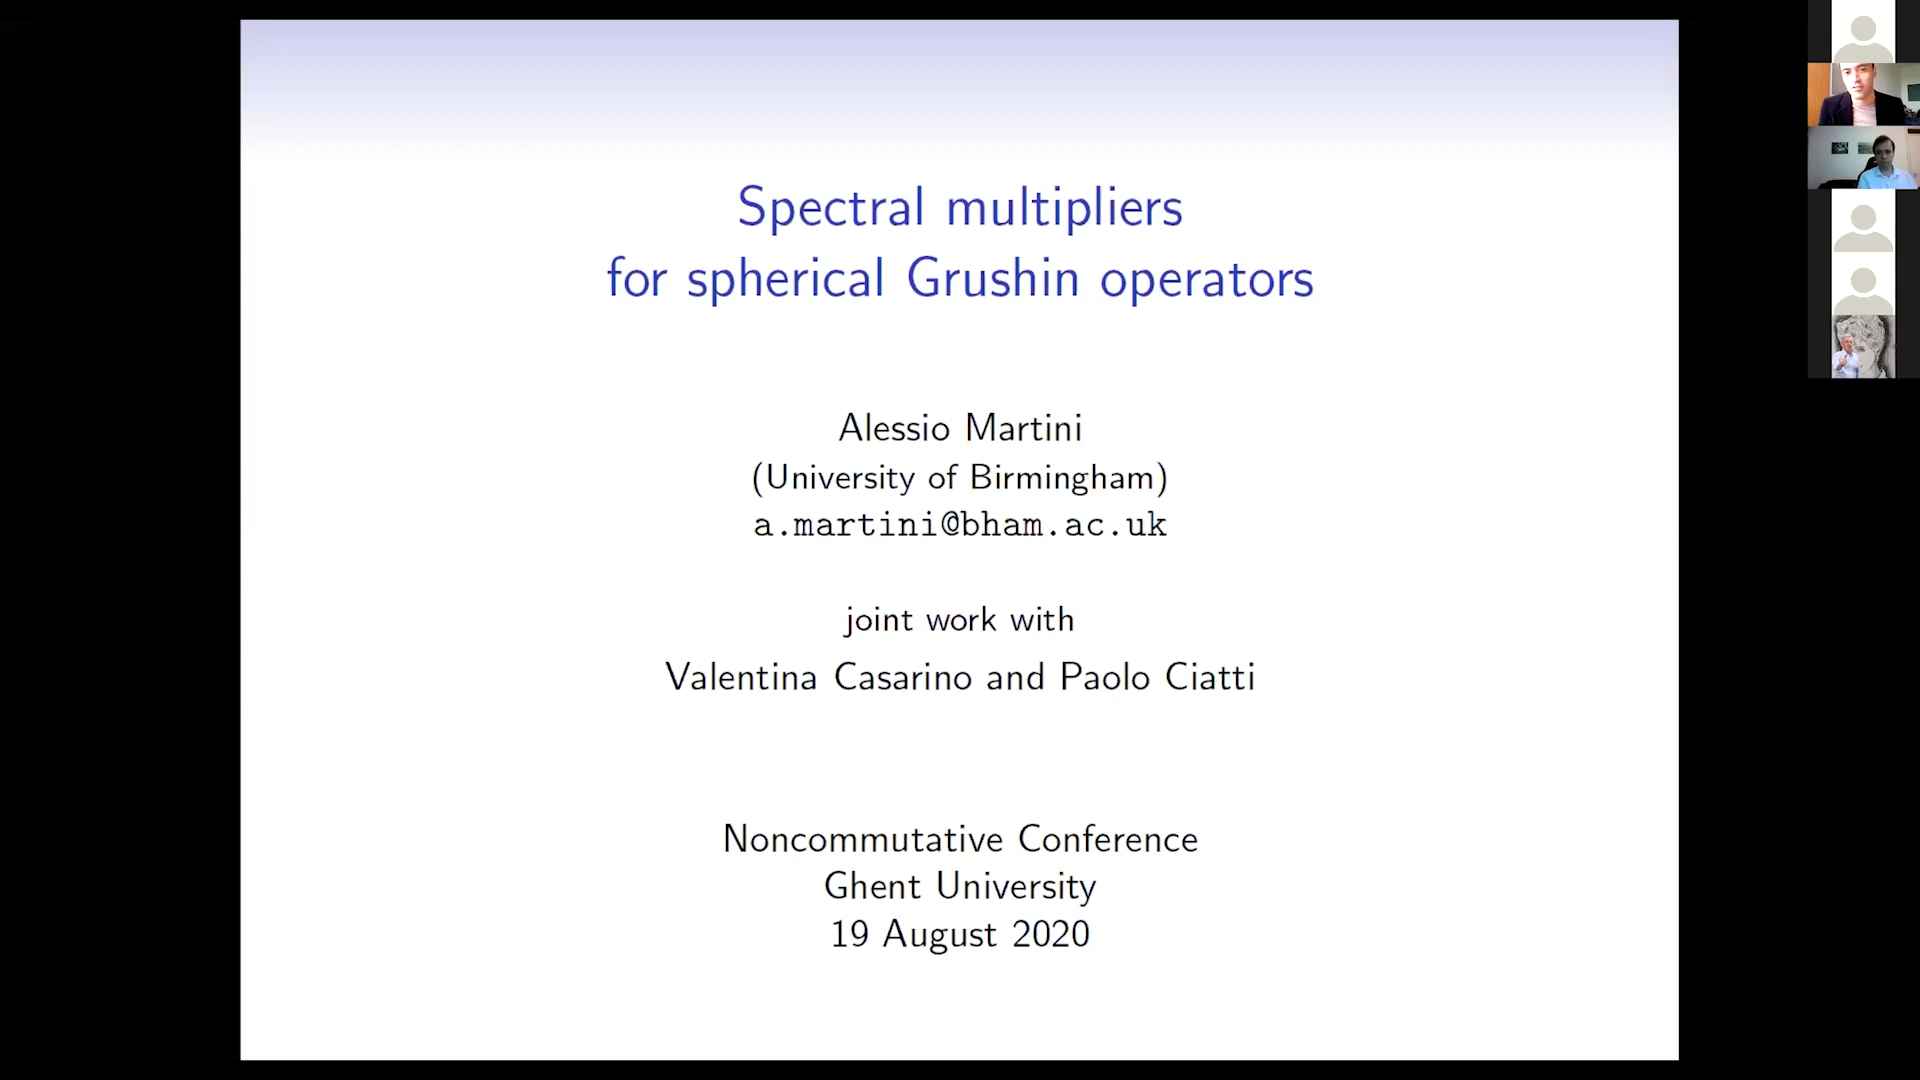 Spectral multipliers
for spherical Grushin operators
Alessio Martini
(University of Birmingham)
a.martini@bham.ac.uk
joint work with
Valentina Casarino and Paolo Ciatti
Noncommutative Conference
Ghent University
19 August 2020